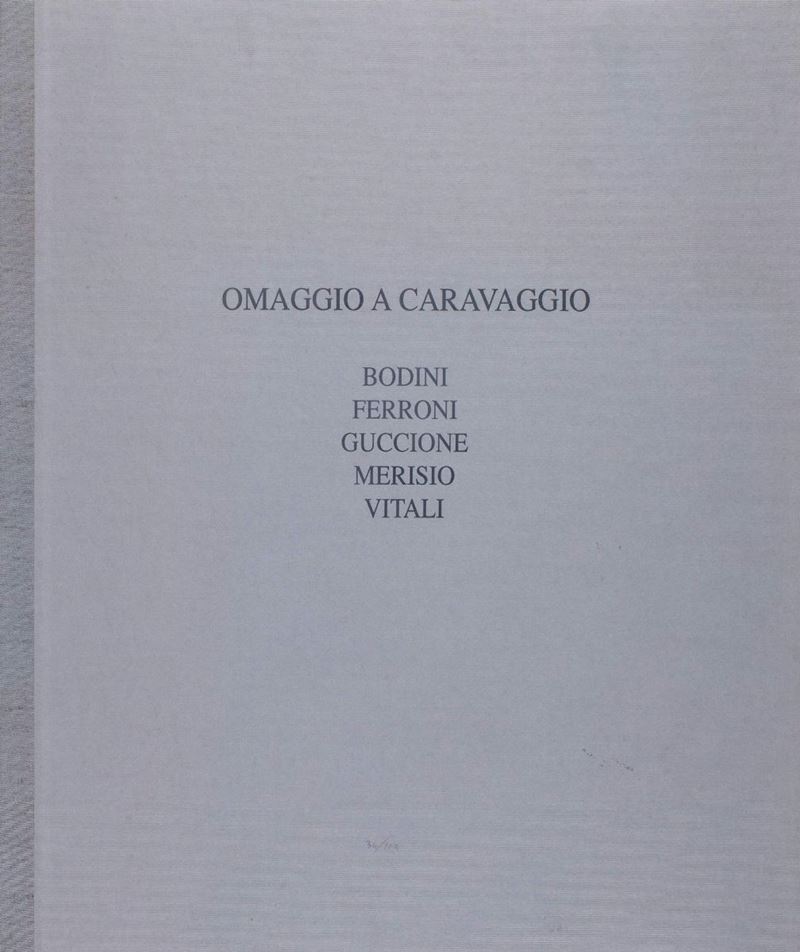 OMAGGIO A CARAVAGGIO
BODINI
FERRONI
GUCCIONE
MERISIO
VITALI